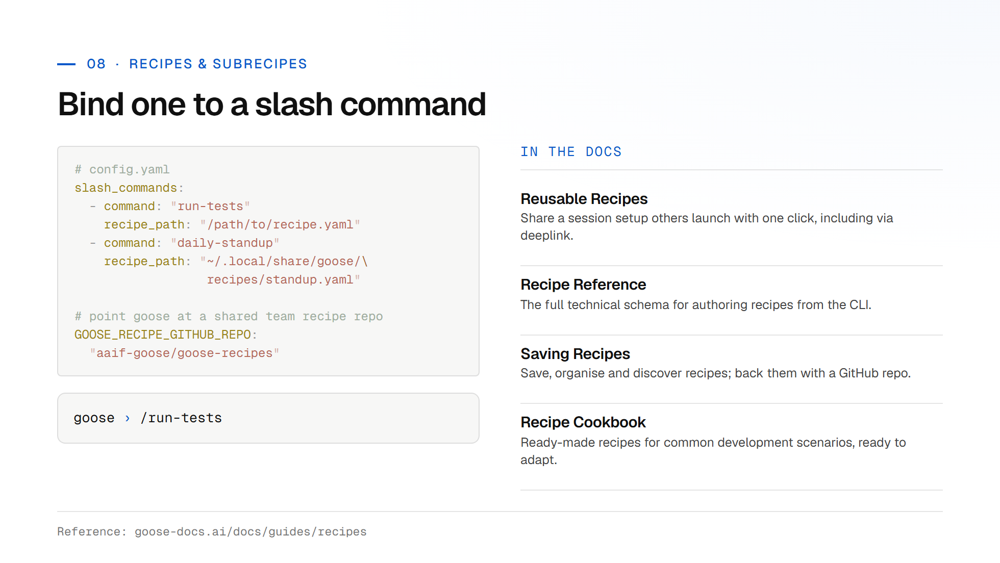 08 · RECIPES & SUBRECIPES
Bind one to a slash command
# config.yaml
slash_commands:
  - command: "run-tests"
    recipe_path: "/path/to/recipe.yaml"
  - command: "daily-standup"
    recipe_path: "~/.local/share/goose/\
                  recipes/standup.yaml"
# point goose at a shared team recipe repo
GOOSE_RECIPE_GITHUB_REPO:
  "aaif-goose/goose-recipes"
goose › /run-tests
IN THE DOCS
Reusable Recipes
Share a session setup others launch with one click, including via
deeplink.
Recipe Reference
The full technical schema for authoring recipes from the CLI.
Saving Recipes
Save, organise and discover recipes; back them with a GitHub repo.
Recipe Cookbook
Ready-made recipes for common development scenarios, ready to
adapt.
Reference: goose-docs.ai/docs/guides/recipes